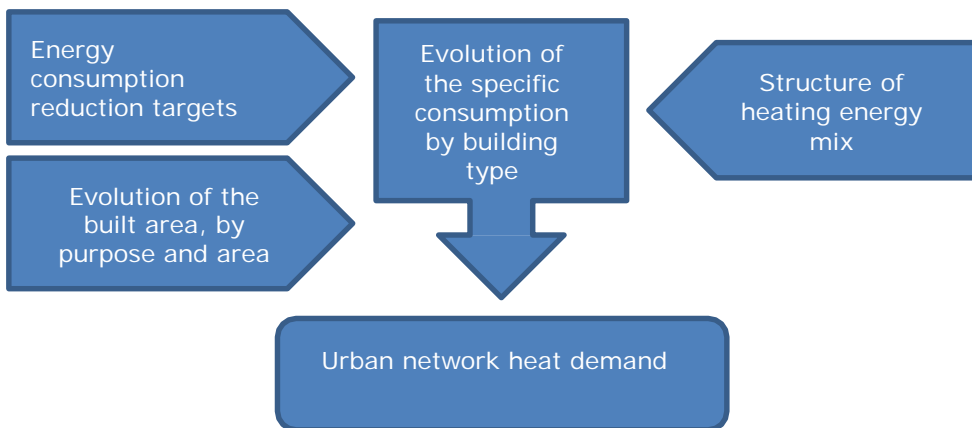 Energy
consumption
reduction targets
Evolution of the
built area, by
purpose and area
Evolution of
the specific
consumption
by building
type
Structure of
heating energy
mix
Urban network heat demand